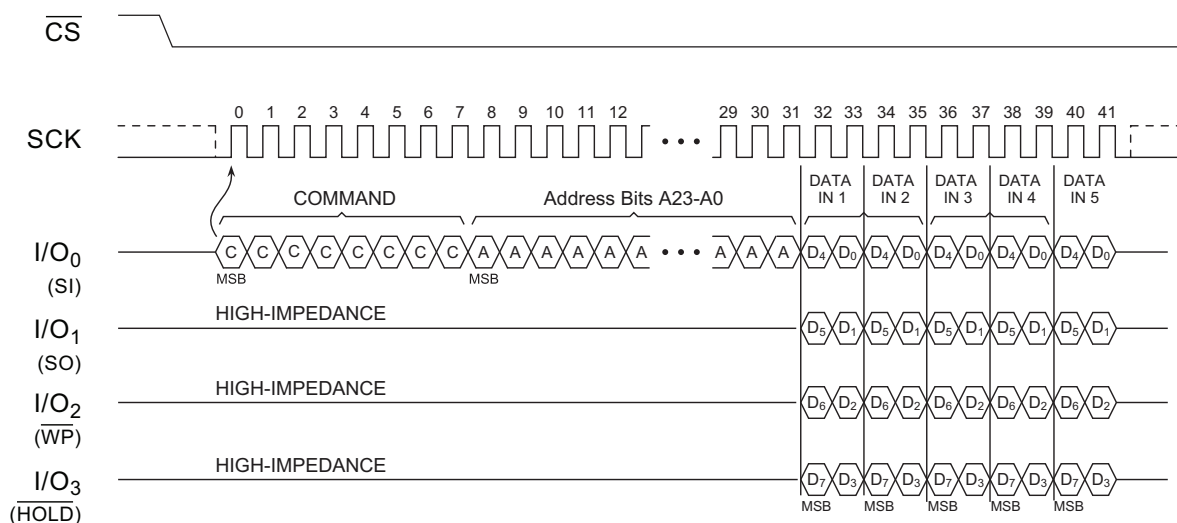 CS
0 1 2 3 4 5 6 7 8 9 10 11 12 29 30 31 32 33 34 35 36 37 38 39 40 41
SCK • • •
COMMAND Address Bits A23-A0 DATA IN 1 DATA IN 2 DATA IN 3 DATA IN 4 DATA IN 5
I/O0 C C C C C C C C A A A A A A • • • A A A D4 D0 D4 D0 D4 D0 D4 D0 D4 D0
(SI) MSB MSB
HIGH-IMPEDANCE
I/O1 D5 D1 D5 D1 D5 D1 D5 D1 D5 D1
(SO)
HIGH-IMPEDANCE
I/O2 D6 D2 D6 D2 D6 D2 D6 D2 D6 D2
(WP)
HIGH-IMPEDANCE
I/O3 D7 D3 D7 D3 D7 D3 D7 D3 D7 D3
(HOLD) MSB MSB MSB MSB MSB